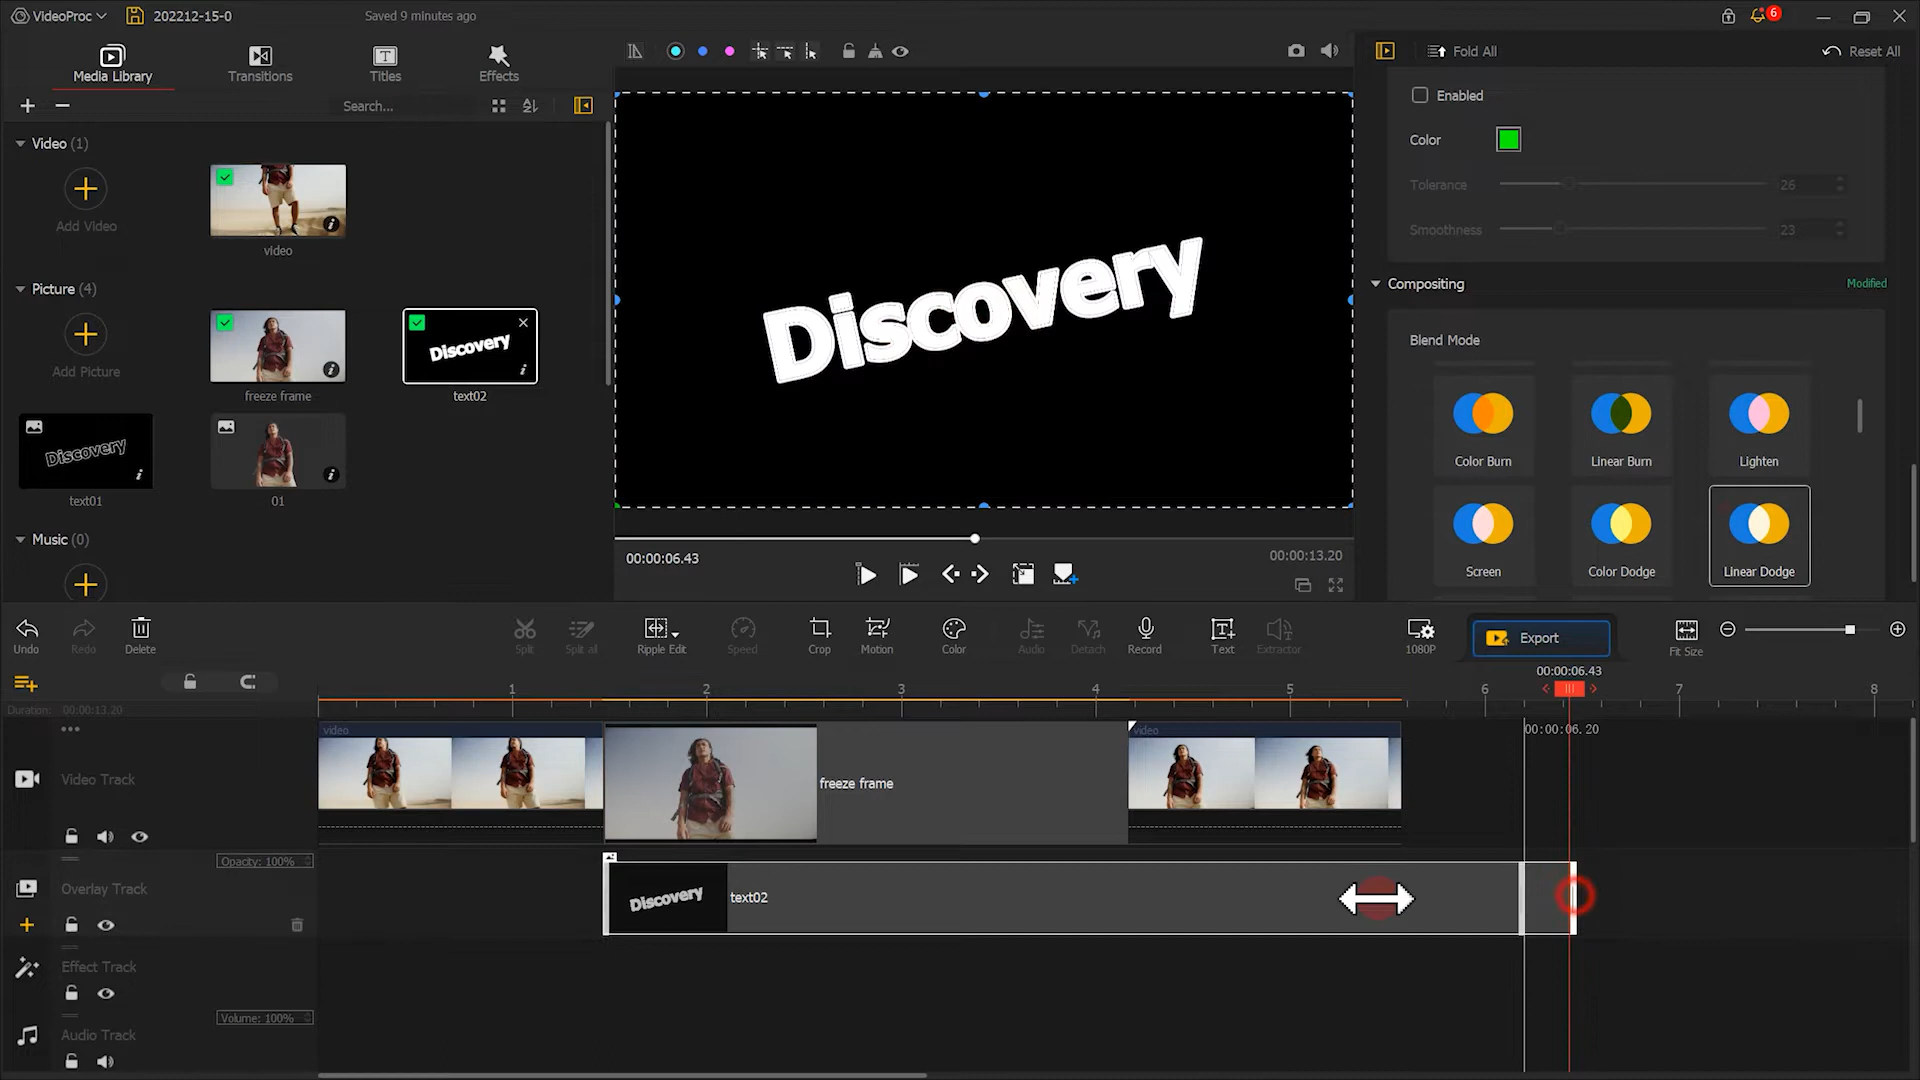 VideoProc
202212-15-0
Saved 9 minutes ago
6
Media Library
Transitions
Titles
Effects
Fold All
Reset All
Search...
Enabled
Color
Tolerance
26
Smoothness
23
Video (1)
Add Video
video
Picture (4)
Add Picture
freeze frame
Discovery
text02
Discovery
text01
01
Music (0)
Discovery
00:00:06.43
00:00:13.20
Compositing
Modified
Blend Mode
Color Burn
Linear Burn
Lighten
Screen
Color Dodge
Linear Dodge
Undo
Redo
Delete
Split
Split all
Ripple Edit
Speed
Crop
Motion
Color
Audio
Detach
Record
Text
Extractor
1080P
Export
Fit Size
00:00:06.43
1
2
3
4
5
6
7
8
Duration: 00:00:13.20
video
video
00:00:06.20
Video Track
freeze frame
Opacity: 100%
Overlay Track
Discovery
text02
Effect Track
Volume: 100%
Audio Track